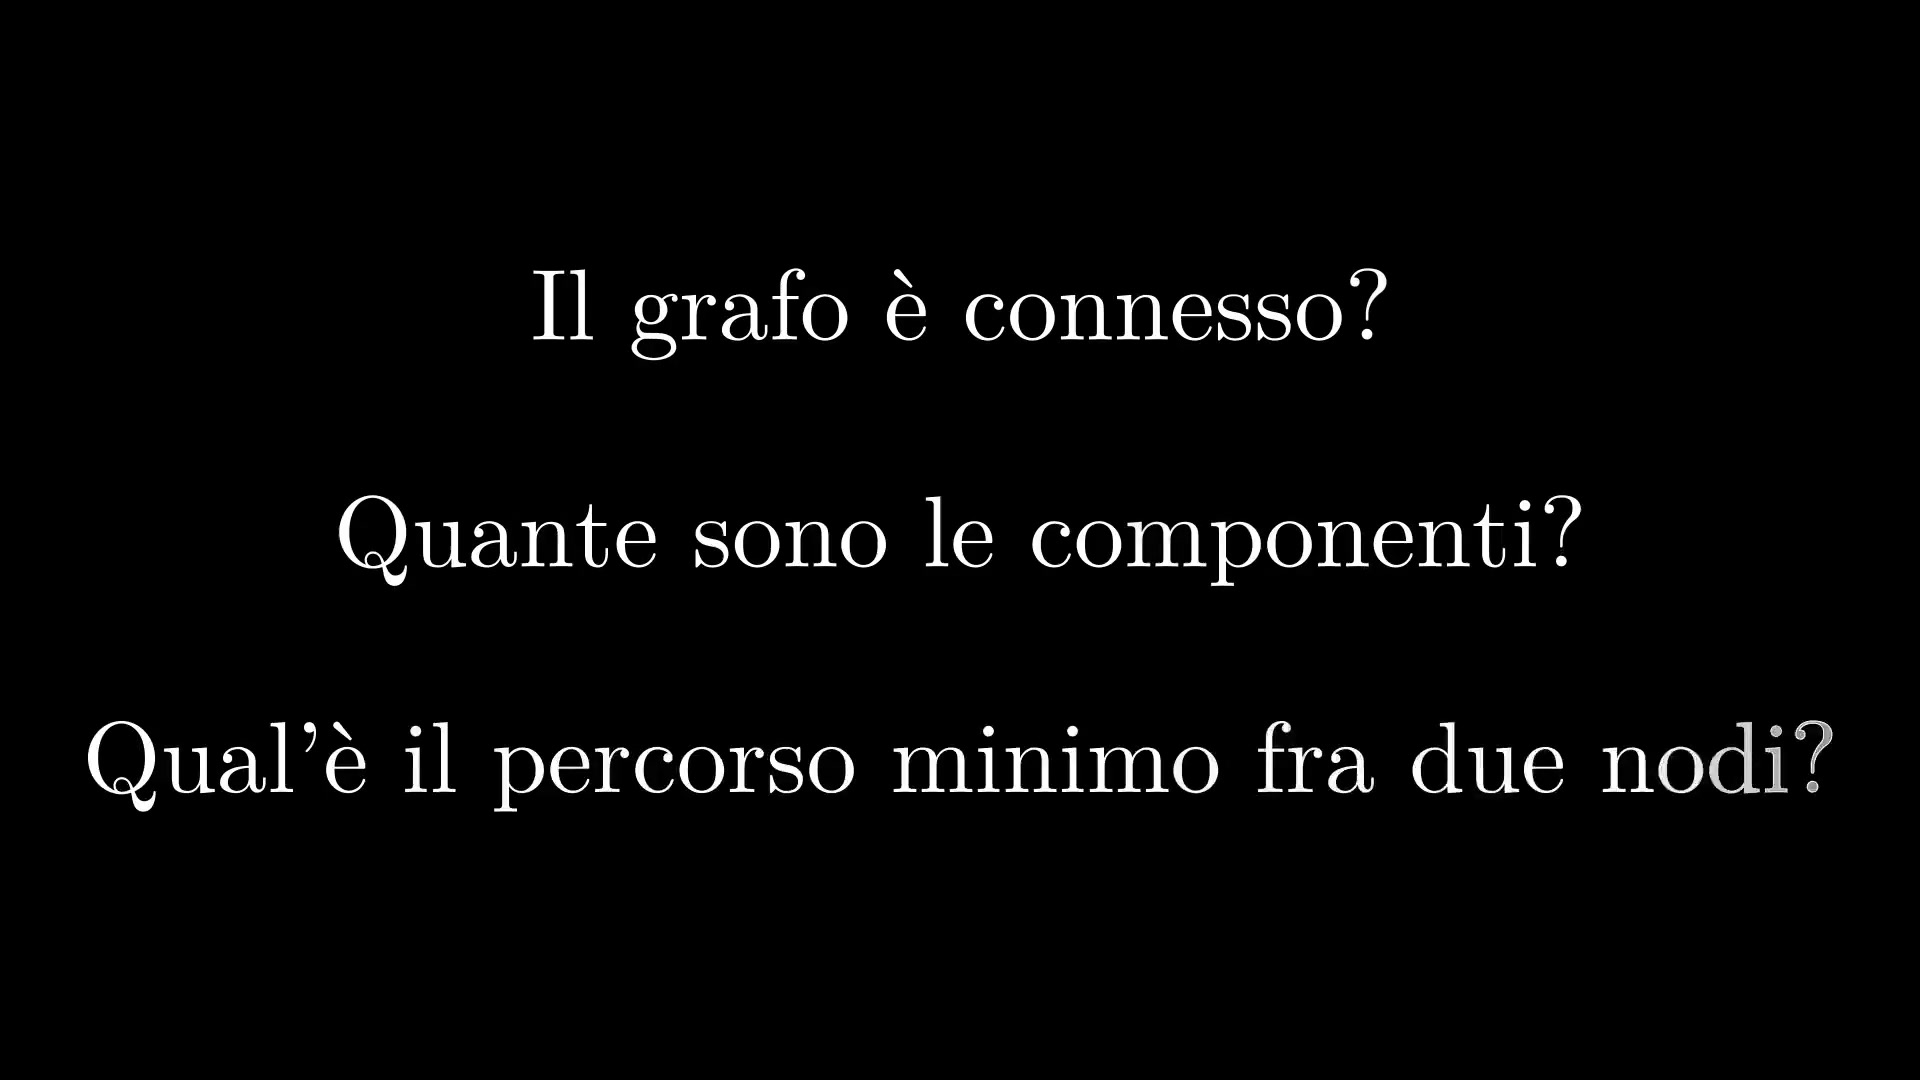 Il grafo è connesso?
Quante sono le componenti?
Qual'è il percorso minimo fra due nodi?